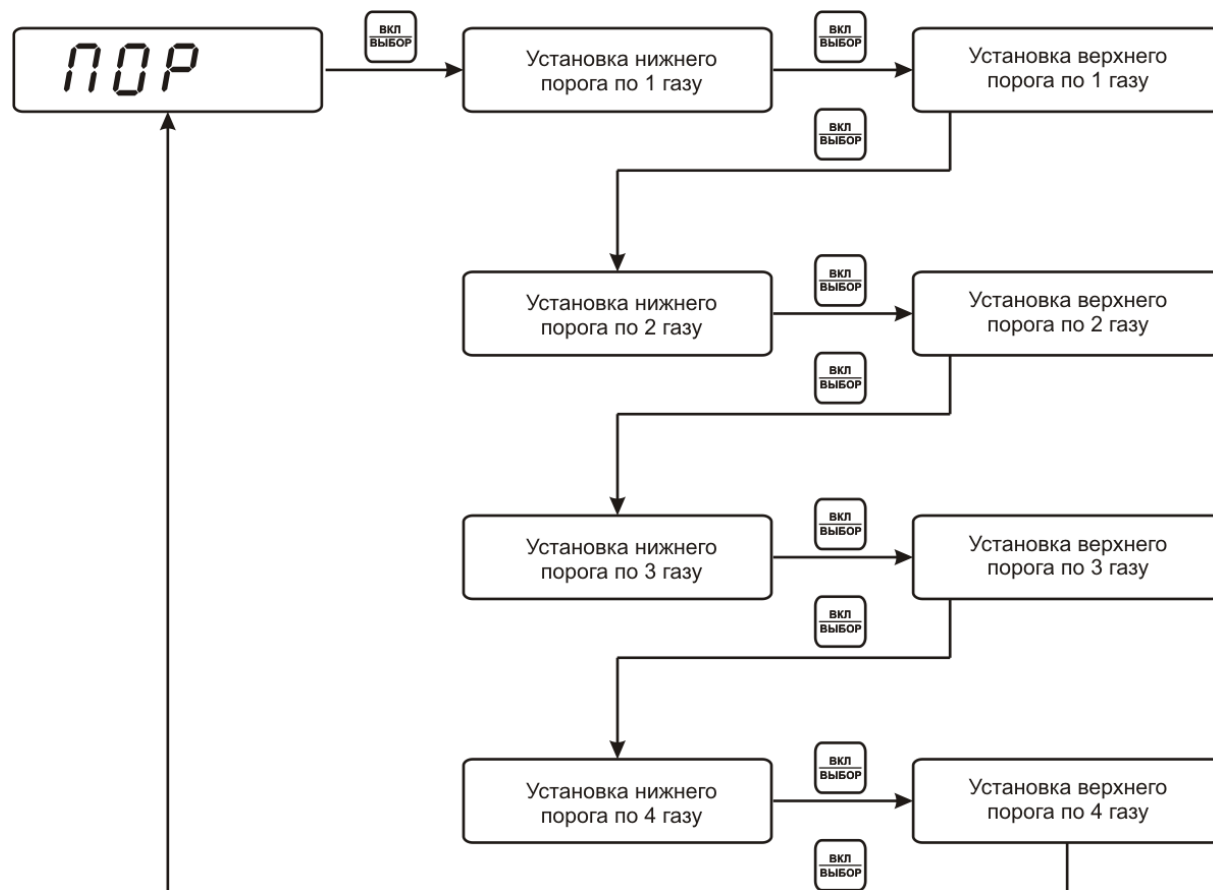 ПОР
ВКЛ
ВЫБОР
Установка нижнего
порога по 1 газу
ВКЛ
ВЫБОР
Установка верхнего
порога по 1 газу
ВКЛ
ВЫБОР
Установка нижнего
порога по 2 газу
ВКЛ
ВЫБОР
Установка верхнего
порога по 2 газу
ВКЛ
ВЫБОР
Установка нижнего
порога по 3 газу
ВКЛ
ВЫБОР
Установка верхнего
порога по 3 газу
ВКЛ
ВЫБОР
Установка нижнего
порога по 4 газу
ВКЛ
ВЫБОР
Установка верхнего
порога по 4 газу
ВКЛ
ВЫБОР